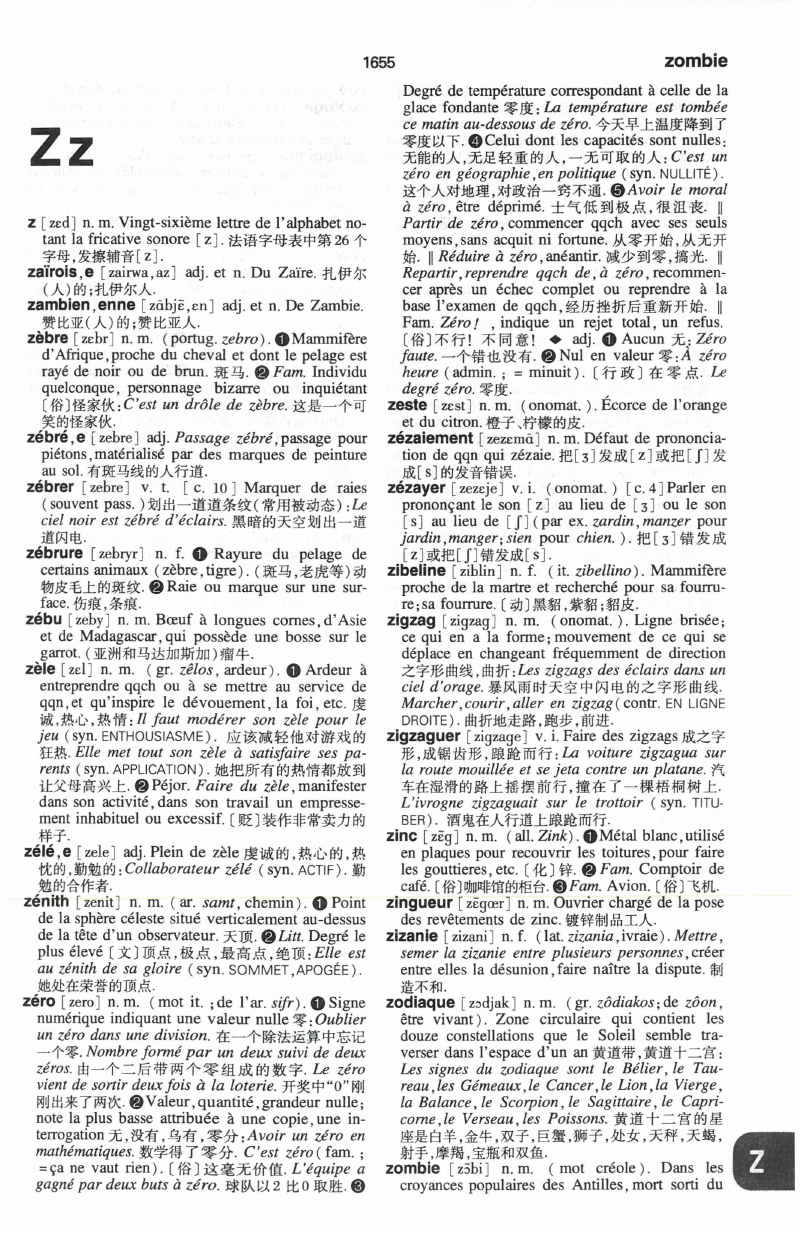 1655
zombie
Zz
z [zɛd] n. m. Vingt-sixième lettre de l'alphabet no-
tant la fricative sonore [z]. 法语字母表中第26个
字母,发擦辅音[z].
zaïrois,e [zairwa,az] adj. et n. Du Zaïre. 扎伊尔
(人)的;扎伊尔人.
zambien,enne [zɑ̃bjɛ̃,ɛn] adj. et n. De Zambie.
赞比亚(人)的;赞比亚人.
zèbre [zɛbr] n. m. (portug. zebro). ❶Mammifère
d'Afrique,proche du cheval et dont le pelage est
rayé de noir ou de brun. 斑马. ❷ Fam. Individu
quelconque, personnage bizarre ou inquiétant
〔俗〕怪家伙:C'est un drôle de zèbre. 这是一个可
笑的怪家伙.
zébré,e [zebre] adj. Passage zébré,passage pour
piétons,matérialisé par des marques de peinture
au sol. 有斑马线的人行道.
zébrer [zebre] v. t. [c. 10] Marquer de raies
(souvent pass.)划出一道道条纹(常用被动态):Le
ciel noir est zébré d'éclairs. 黑暗的天空划出一道
道闪电.
zébrure [zebryr] n. f. ❶ Rayure du pelage de
certains animaux (zèbre,tigre). (斑马,老虎等)动
物皮毛上的斑纹. ❷Raie ou marque sur une sur-
face. 伤痕,条痕.
zébu [zeby] n. m. Bœuf à longues cornes,d'Asie
et de Madagascar,qui possède une bosse sur le
garrot. (亚洲和马达加斯加)瘤牛.
zèle [zɛl] n. m. (gr. zêlos, ardeur). ❶ Ardeur à
entreprendre qqch ou à se mettre au service de
qqn,et qu'inspire le dévouement, la foi, etc. 虔
诚,热心,热情:Il faut modérer son zèle pour le
jeu (syn. ENTHOUSIASME). 应该减轻他对游戏的
狂热. Elle met tout son zèle à satisfaire ses pa-
rents (syn. APPLICATION). 她把所有的热情都放到
让父母高兴上. ❷Péjor. Faire du zèle,manifester
dans son activité,dans son travail un empresse-
ment inhabituel ou excessif.〔贬〕装作非常卖力的
样子.
zélé,e [zele] adj. Plein de zèle 虔诚的,热心的,热
忱的,勤勉的:Collaborateur zélé (syn. ACTIF). 勤
勉的合作者.
zénith [zenit] n. m. (ar. samt, chemin). ❶ Point
de la sphère céleste situé verticalement au-dessus
de la tête d'un observateur. 天顶. ❷Litt. Degré le
plus élevé〔文〕顶点,极点,最高点,绝顶:Elle est
au zénith de sa gloire (syn. SOMMET,APOGÉE).
她处在荣誉的顶点.
zéro [zero] n. m. (mot it. ;de l'ar. sifr). ❶Signe
numérique indiquant une valeur nulle 零:Oublier
un zéro dans une division. 在一个除法运算中忘记
一个零. Nombre formé par un deux suivi de deux
zéros. 由一个二后带两个零组成的数字. Le zéro
vient de sortir deux fois à la loterie. 开奖中“0”刚
刚出来了两次. ❷Valeur,quantité,grandeur nulle;
note la plus basse attribuée à une copie,une in-
terrogation 无,没有,乌有,零分:Avoir un zéro en
mathématiques. 数学得了零分. C'est zéro (fam. ;
=ça ne vaut rien).〔俗〕这毫无价值. L'équipe a
gagné par deux buts à zéro. 球队以2比0取胜. ❸
Degré de température correspondant à celle de la
glace fondante 零度:La température est tombée
ce matin au-dessous de zéro. 今天早上温度降到了
零度以下. ❹Celui dont les capacités sont nulles;
无能的人,无足轻重的人,一无可取的人:C'est un
zéro en géographie,en politique (syn. NULLITÉ).
这个人对地理,对政治一窍不通. ❺Avoir le moral
à zéro, être déprimé. 士气低到极点,很沮丧. ‖
Partir de zéro, commencer qqch avec ses seuls
moyens,sans acquit ni fortune. 从零开始,从无开
始. ‖ Réduire à zéro,anéantir. 减少到零,搞光. ‖
Repartir,reprendre qqch de,à zéro,recommen-
cer après un échec complet ou reprendre à la
base l'examen de qqch,经历挫折后重新开始. ‖
Fam. Zéro! , indique un rejet total, un refus.
〔俗〕不行!不同意! ◆ adj. ❶ Aucun 无:Zéro
faute. 一个错也没有. ❷Nul en valeur 零:À zéro
heure (admin. ; = minuit).〔行政〕在零点. Le
degré zéro. 零度.
zeste [zɛst] n. m. (onomat.). Écorce de l'orange
et du citron. 橙子、柠檬的皮.
zézaiement [zezɛmɑ̃] n. m. Défaut de prononcia-
tion de qqn qui zézaie. 把[ʒ]发成[z]或把[ʃ]发
成[s]的发音错误.
zézayer [zezeje] v. i. (onomat.) [c. 4]Parler en
prononçant le son [z] au lieu de [ʒ] ou le son
[s] au lieu de [ʃ](par ex. zardin,manzer pour
jardin,manger; sien pour chien.). 把[ʒ]错发成
[z]或把[ʃ]错发成[s].
zibeline [ziblin] n. f. (it. zibellino). Mammifère
proche de la martre et recherché pour sa fourru-
re;sa fourrure.〔动〕黑貂,紫貂;貂皮.
zigzag [zigzag] n. m. (onomat.). Ligne brisée;
ce qui en a la forme;mouvement de ce qui se
déplace en changeant fréquemment de direction
之字形曲线,曲折:Les zigzags des éclairs dans un
ciel d'orage. 暴风雨时天空中闪电的之字形曲线.
Marcher,courir,aller en zigzag(contr. EN LIGNE
DROITE). 曲折地走路,跑步,前进.
zigzaguer [zigzage] v. i. Faire des zigzags 成之字
形,成锯齿形,踉跄而行:La voiture zigzagua sur
la route mouillée et se jeta contre un platane. 汽
车在湿滑的路上摇摆前行,撞在了一棵梧桐树上.
L'ivrogne zigzaguait sur le trottoir (syn. TITU-
BER). 酒鬼在人行道上踉跄而行.
zinc [zɛ̃g] n. m. (all. Zink). ❶Métal blanc,utilisé
en plaques pour recouvrir les toitures,pour faire
les gouttieres, etc.〔化〕锌. ❷ Fam. Comptoir de
café.〔俗〕咖啡馆的柜台. ❸Fam. Avion.〔俗〕飞机.
zingueur [zɛ̃gœr] n. m. Ouvrier chargé de la pose
des revêtements de zinc. 镀锌制品工人.
zizanie [zizani] n. f. (lat. zizania,ivraie). Mettre,
semer la zizanie entre plusieurs personnes,créer
entre elles la désunion,faire naître la dispute. 制
造不和.
zodiaque [zɔdjak] n. m. (gr. zôdiakos; de zôon,
être vivant). Zone circulaire qui contient les
douze constellations que le Soleil semble tra-
verser dans l'espace d'un an 黄道带,黄道十二宫:
Les signes du zodiaque sont le Bélier, le Tau-
reau,les Gémeaux,le Cancer,le Lion,la Vierge,
la Balance, le Scorpion, le Sagittaire, le Capri-
corne,le Verseau,les Poissons. 黄道十二宫的星
座是白羊,金牛,双子,巨蟹,狮子,处女,天秤,天蝎,
射手,摩羯,宝瓶和双鱼.
zombie [zɔ̃bi] n. m. (mot créole). Dans les
croyances populaires des Antilles, mort sorti du
Z